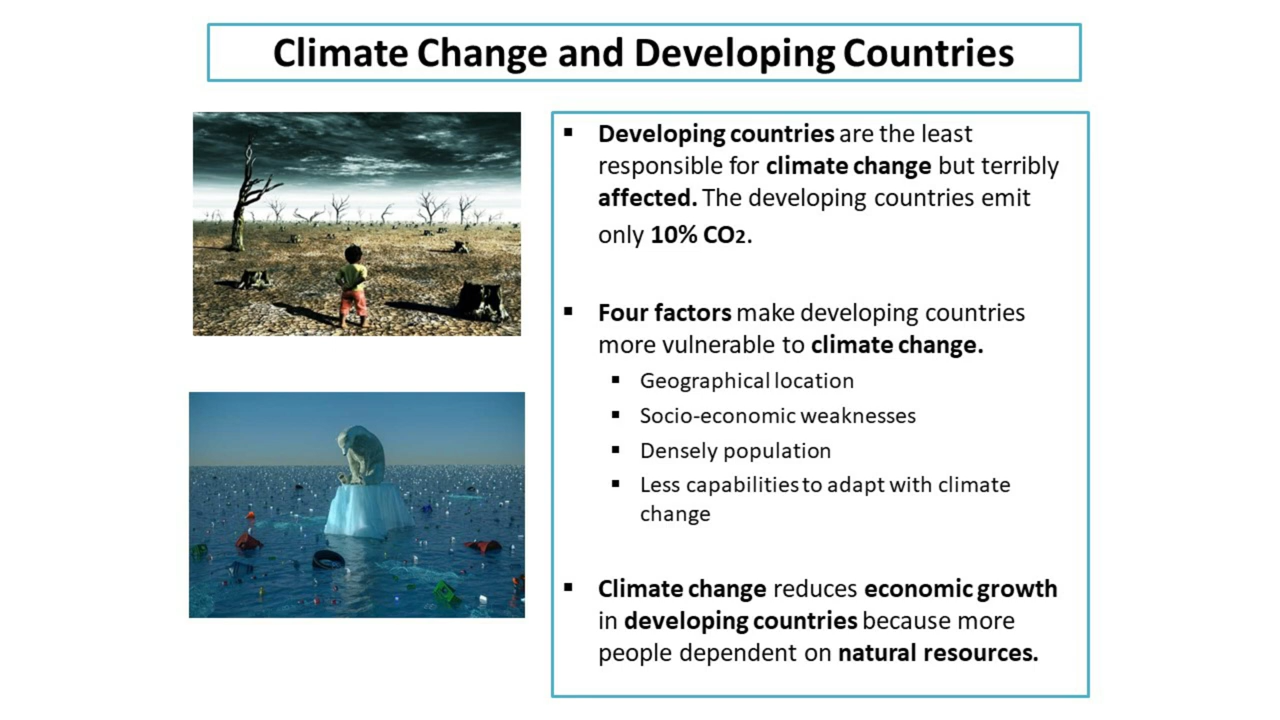 Climate Change and Developing Countries
▪ Developing countries are the least
responsible for climate change but terribly
affected. The developing countries emit
only 10% CO2.
▪ Four factors make developing countries
more vulnerable to climate change.
▪ Geographical location
▪ Socio-economic weaknesses
▪ Densely population
▪ Less capabilities to adapt with climate
change
▪ Climate change reduces economic growth
in developing countries because more
people dependent on natural resources.